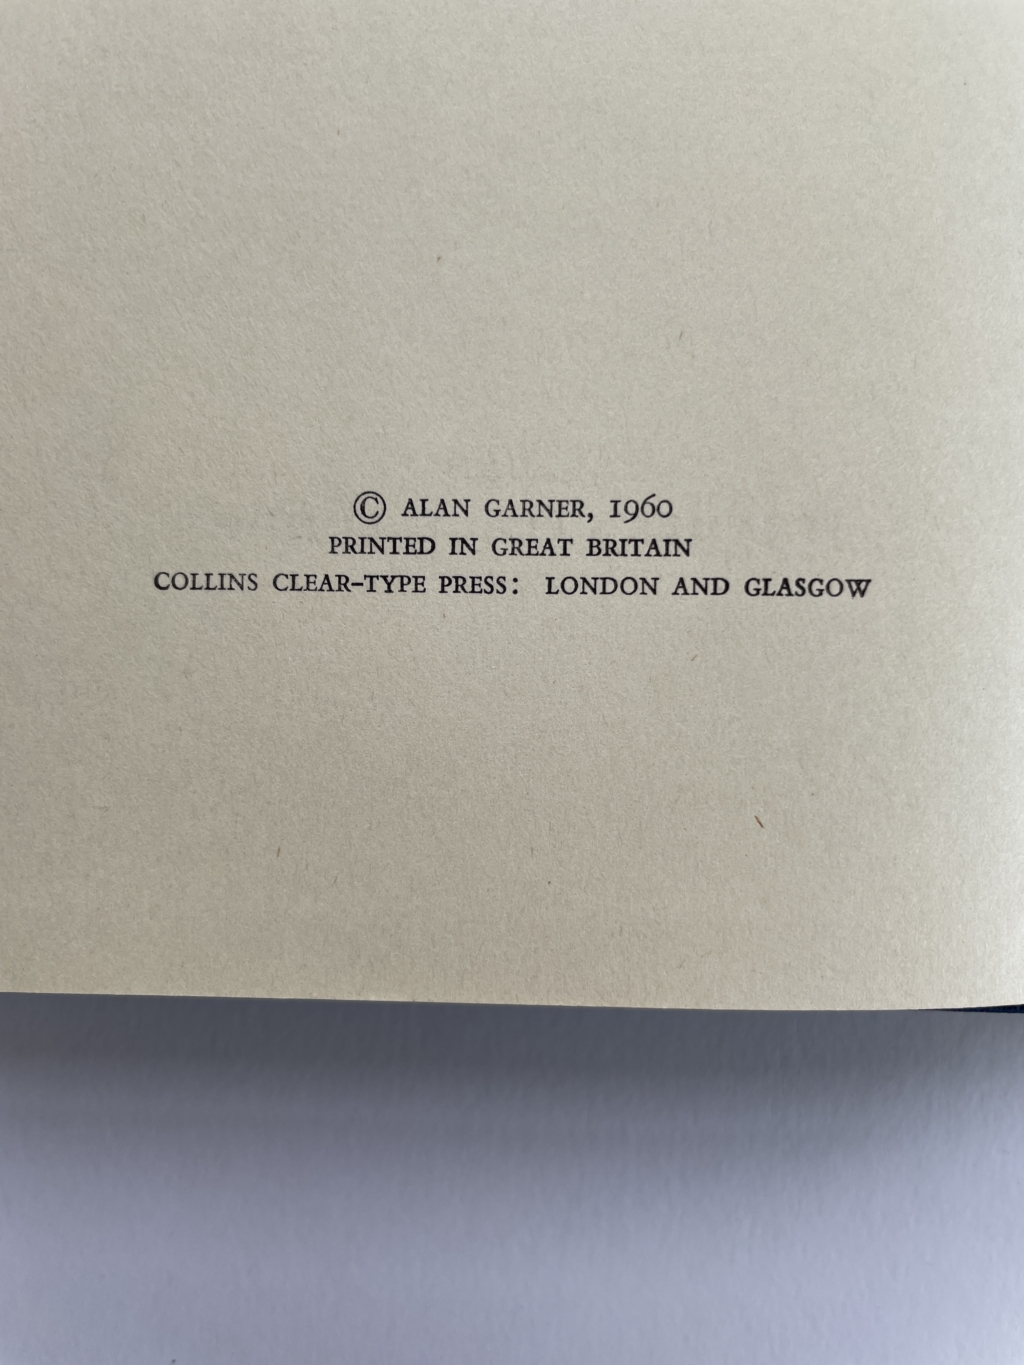 © ALAN GARNER, 1960
PRINTED IN GREAT BRITAIN
COLLINS CLEAR-TYPE PRESS: LONDON AND GLASGOW